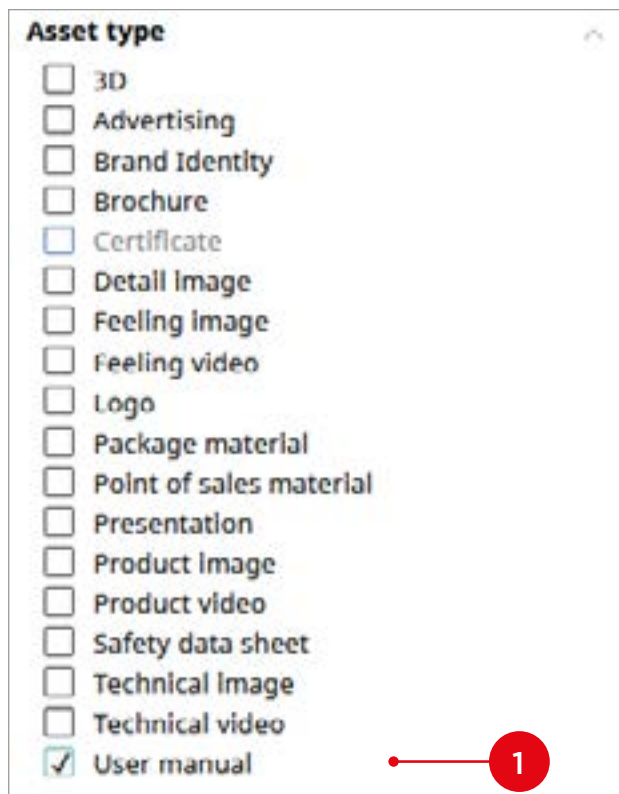 Asset type
3D
Advertising
Brand Identity
Brochure
Certificate
Detail image
Feeling image
Feeling video
Logo
Package material
Point of sales material
Presentation
Product image
Product video
Safety data sheet
Technical image
Technical video
User manual
1